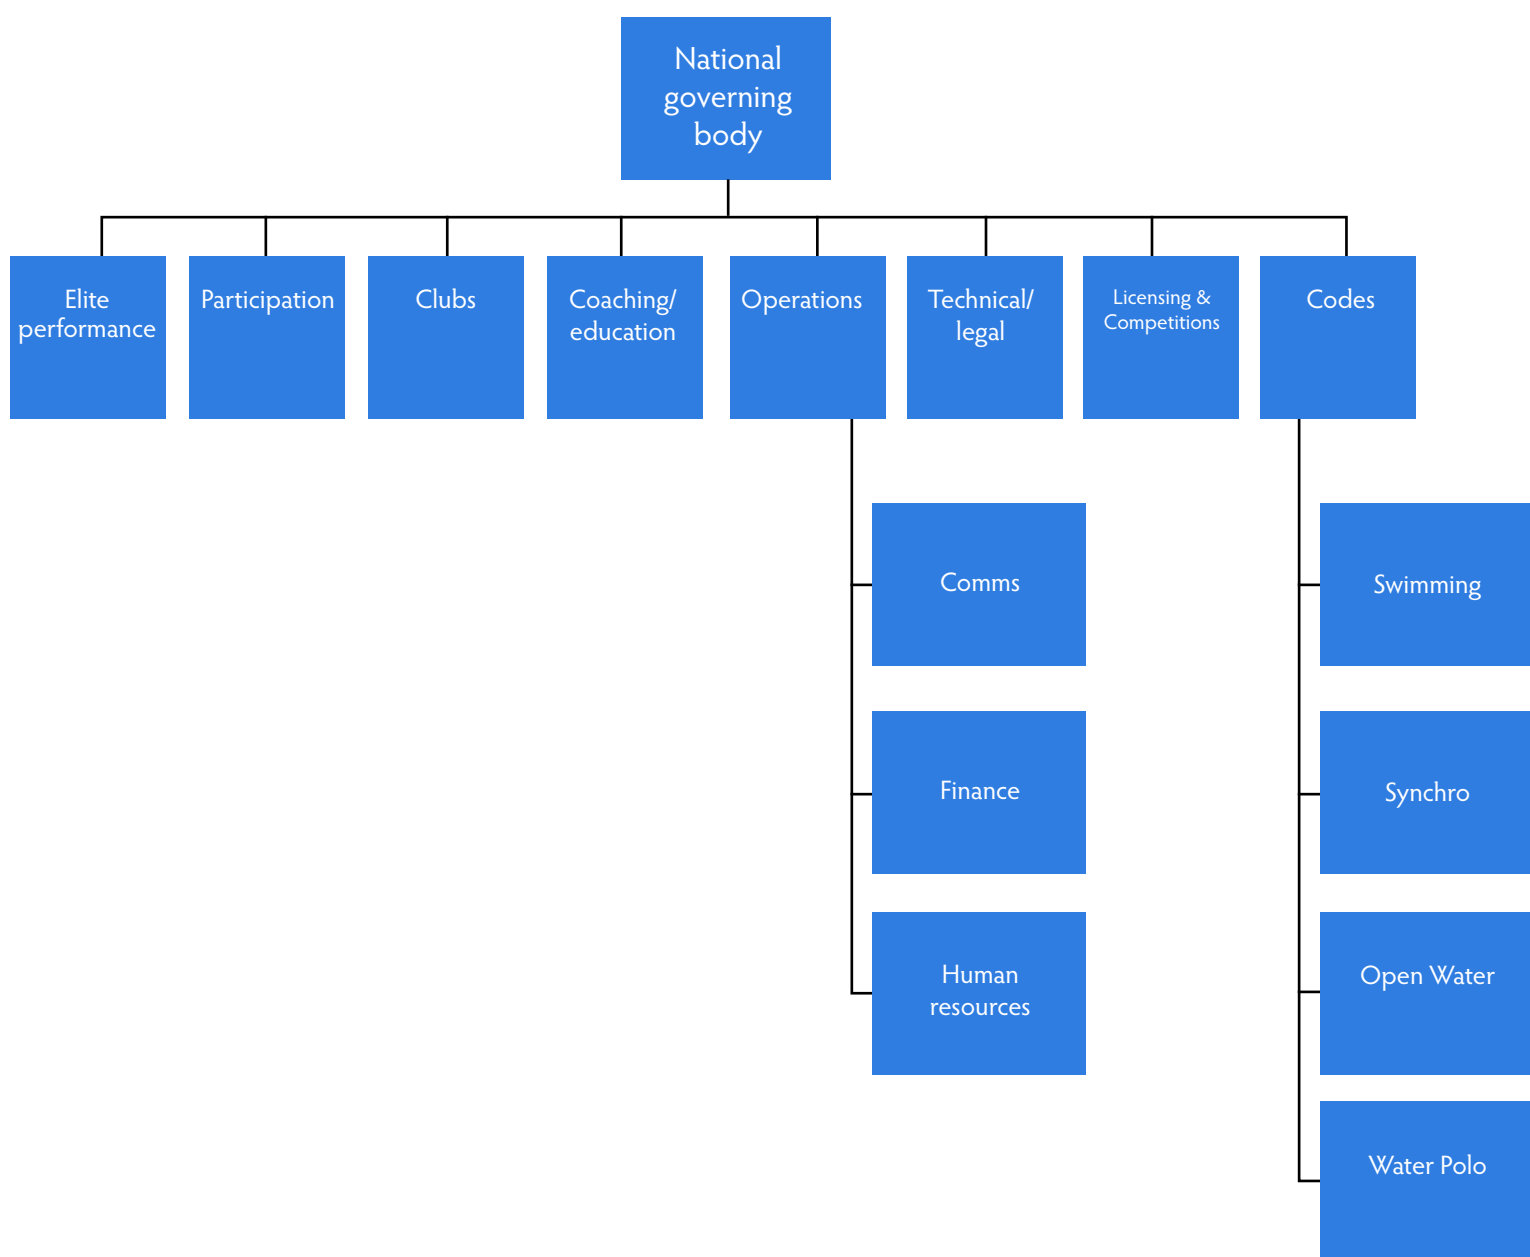 National
governing
body
Elite
performance
Participation
Clubs
Coaching/
education
Operations
Technical/
legal
Licensing &
Competitions
Codes
Comms
Swimming
Finance
Synchro
Human
resources
Open Water
Water Polo